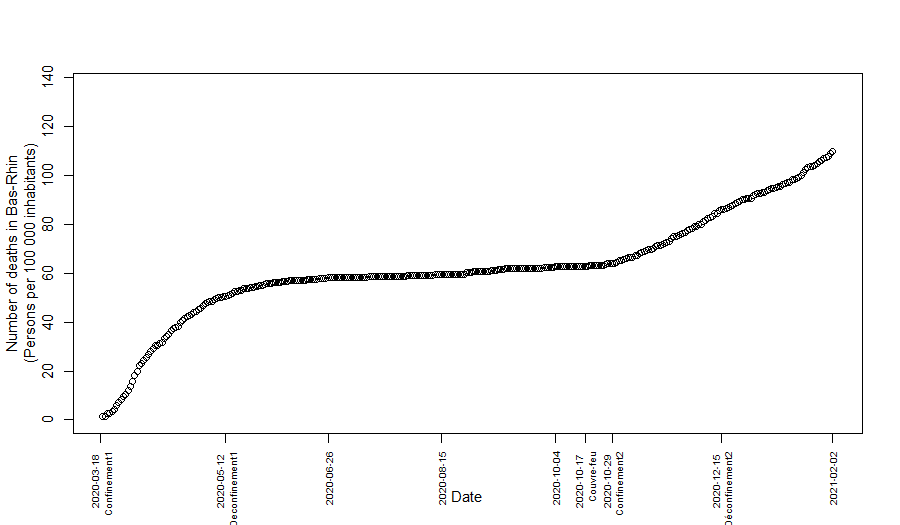 Number of deaths in Bas-Rhin
(Persons per 100 000 inhabitants)
140
120
100
80
60
40
20
0
2020-03-18
Confinement1
2020-05-12
Deconfinement1
2020-06-26
2020-08-15
2020-10-04
2020-10-17
Couvre-feu
2020-10-29
Confinement2
2020-12-15
Déconfinement2
2021-02-02
Date